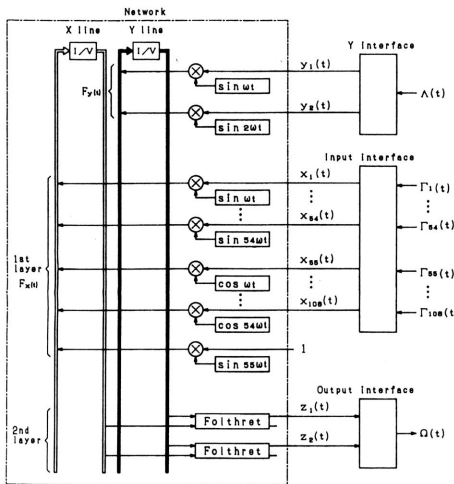 Network
X line Y line
I/V I/V
Y Interface
y₁(t)
sin ωt
Fy(t)
Λ(t)
y₂(t)
sin 2ωt
Input Interface
x₁(t)
Γ₁(t)
sin ωt
⋮
x₅₄(t)
Γ₅₄(t)
sin 54ωt
1st
layer
Fx(t)
x₅₅(t)
Γ₅₅(t)
cos ωt
⋮
x₁₀₈(t)
Γ₁₀₈(t)
cos 54ωt
1
sin 55ωt
Output Interface
2nd
layer
z₁(t)
Folthret
Ω(t)
z₂(t)
Folthret